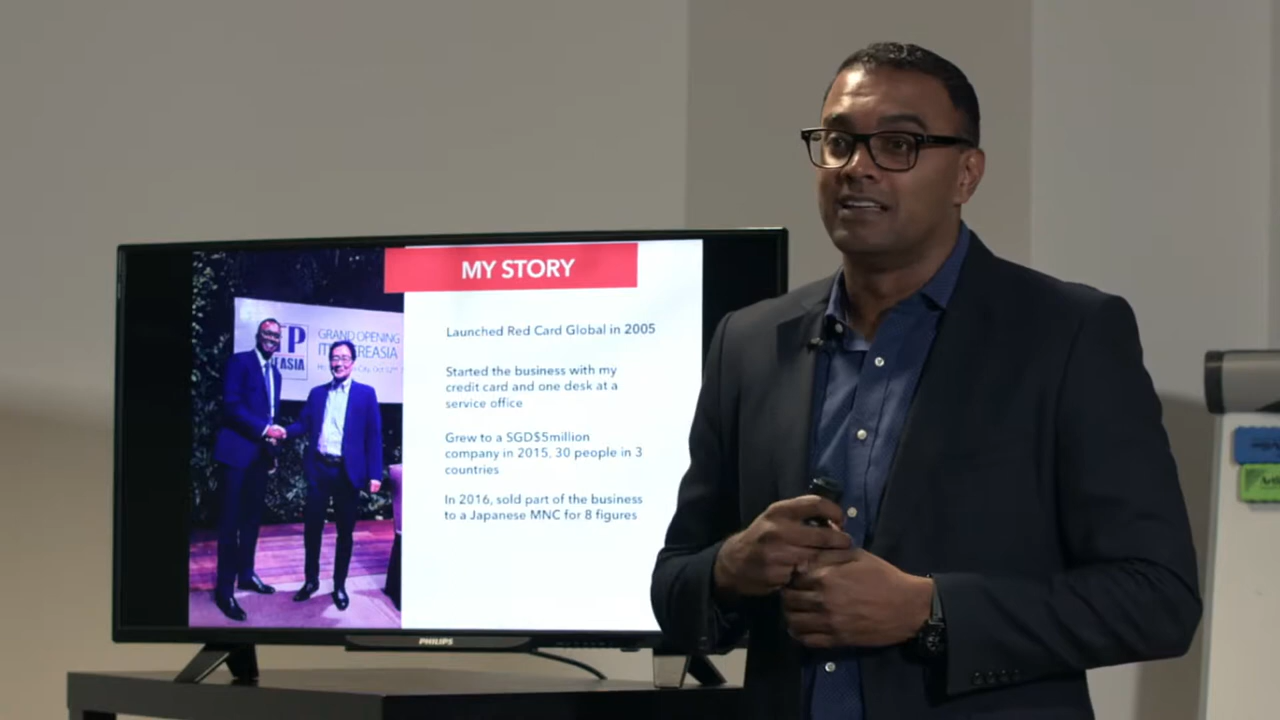 MY STORY
Launched Red Card Global in 2005
Started the business with my
credit card and one desk at a
service office
Grew to a SGD$5million
company in 2015, 30 people in 3
countries
In 2016, sold part of the business
to a Japanese MNC for 8 figures
GRAND OPENING
ASIA
PHILIPS